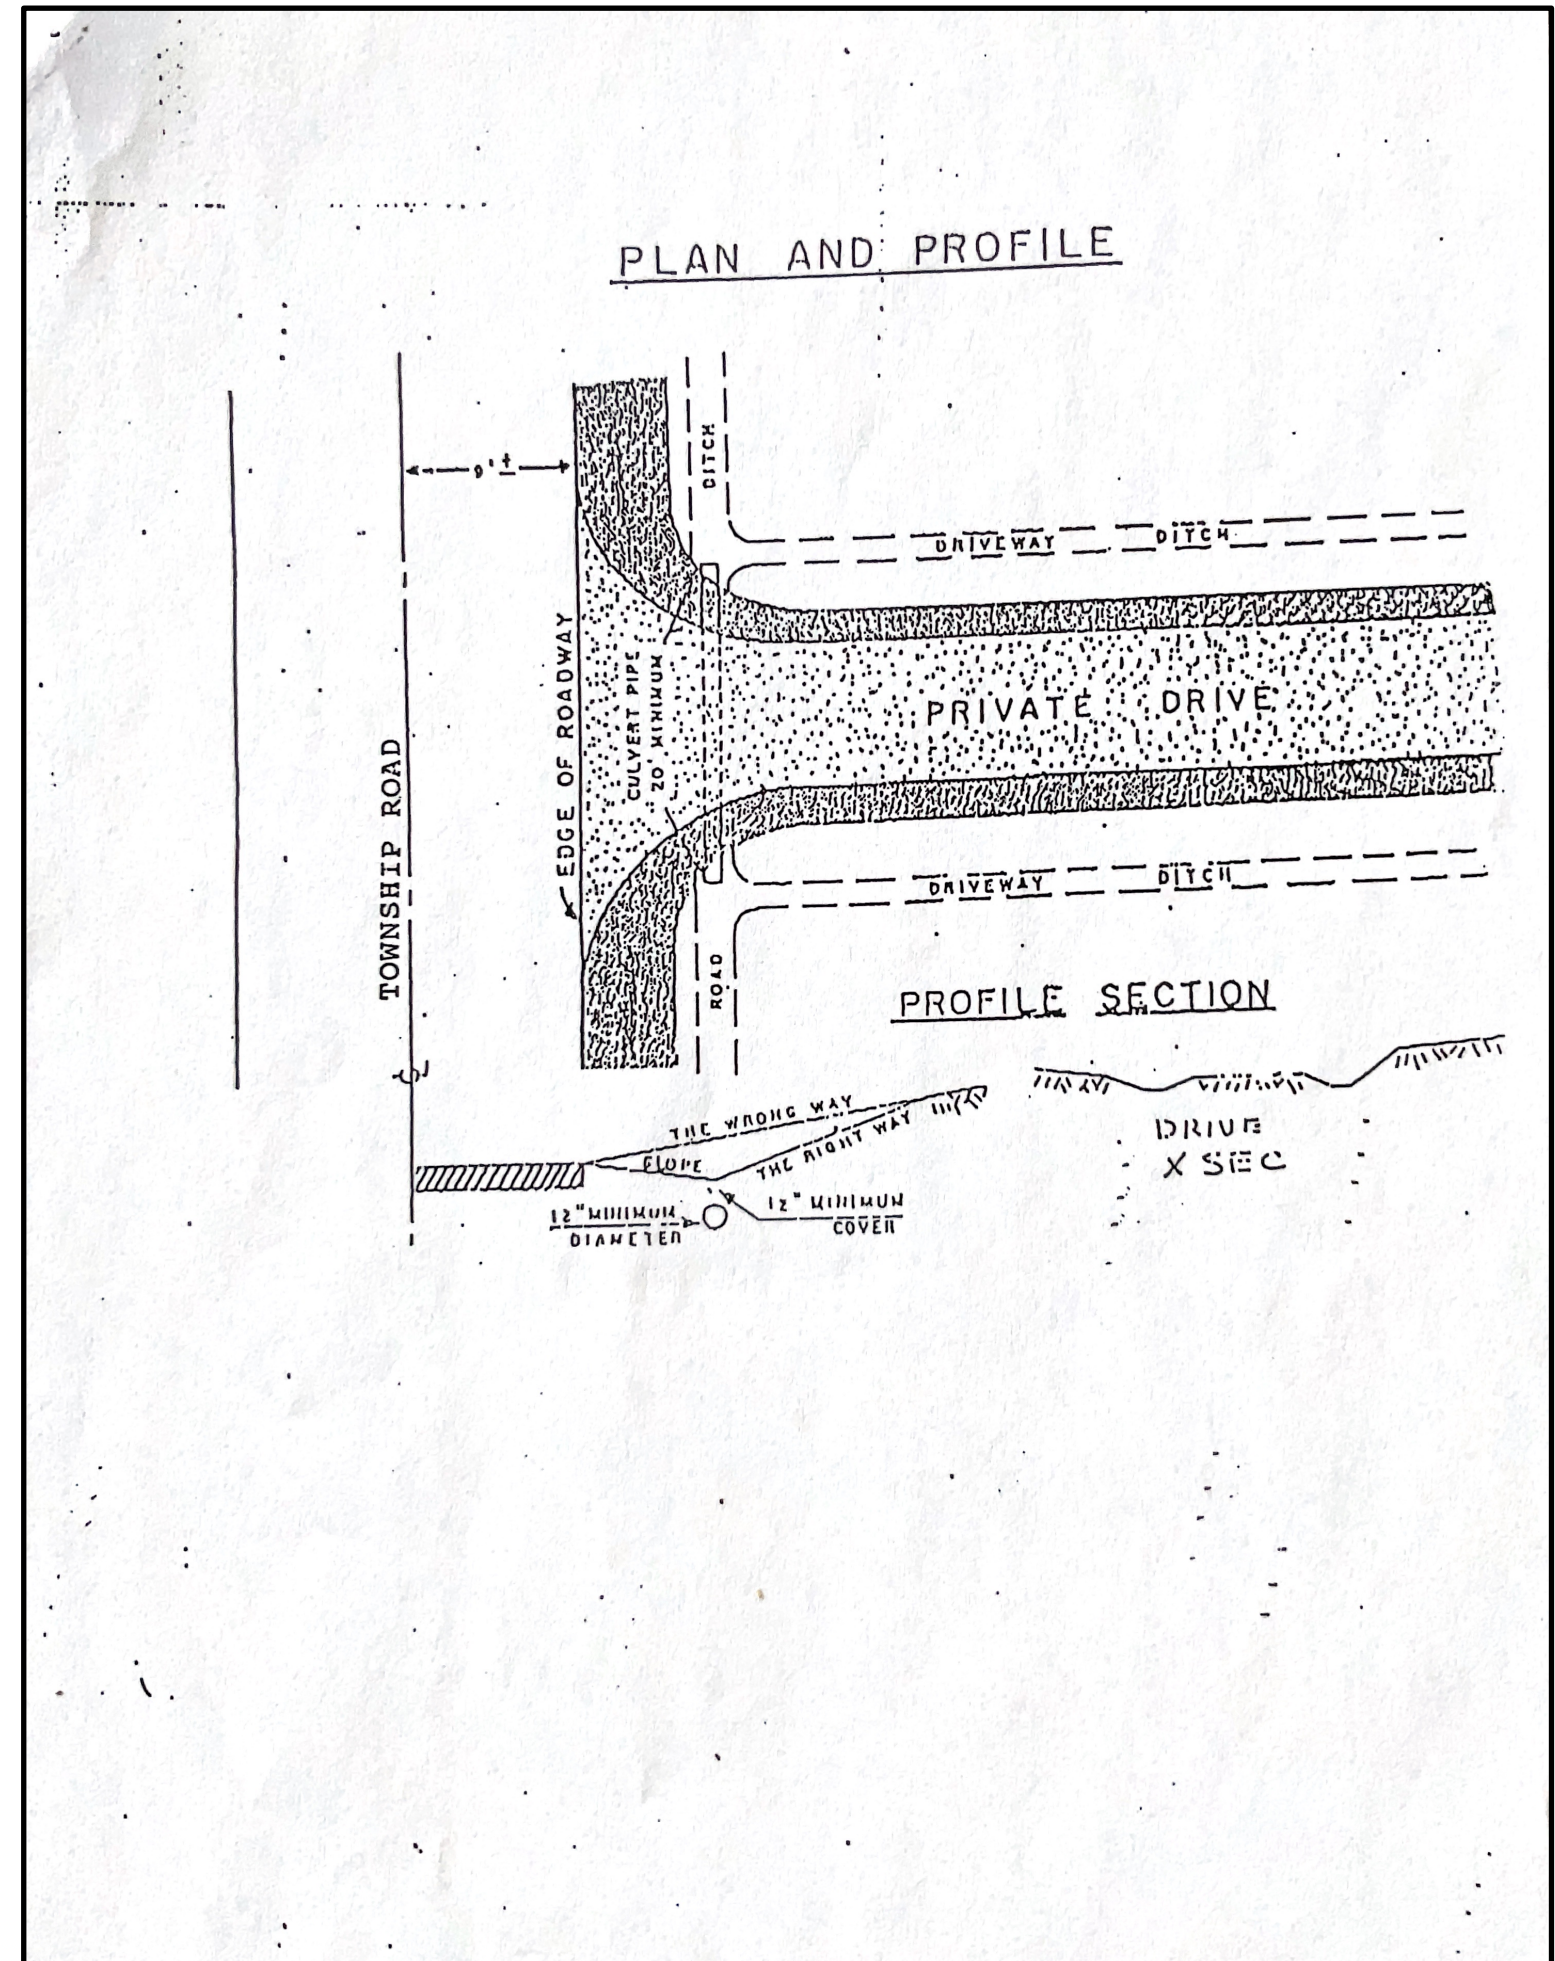 PLAN AND PROFILE
DITCH
DRIVEWAY DITCH
EDGE OF ROADWAY
CULVERT PIPE
20' MINIMUM
PRIVATE DRIVE
TOWNSHIP ROAD
DRIVEWAY DITCH
ROAD
PROFILE SECTION
THE WRONG WAY
THE RIGHT WAY
SLOPE
DRIVE
X SEC
12" MINIMUM
DIAMETER
12" MINIMUM
COVER